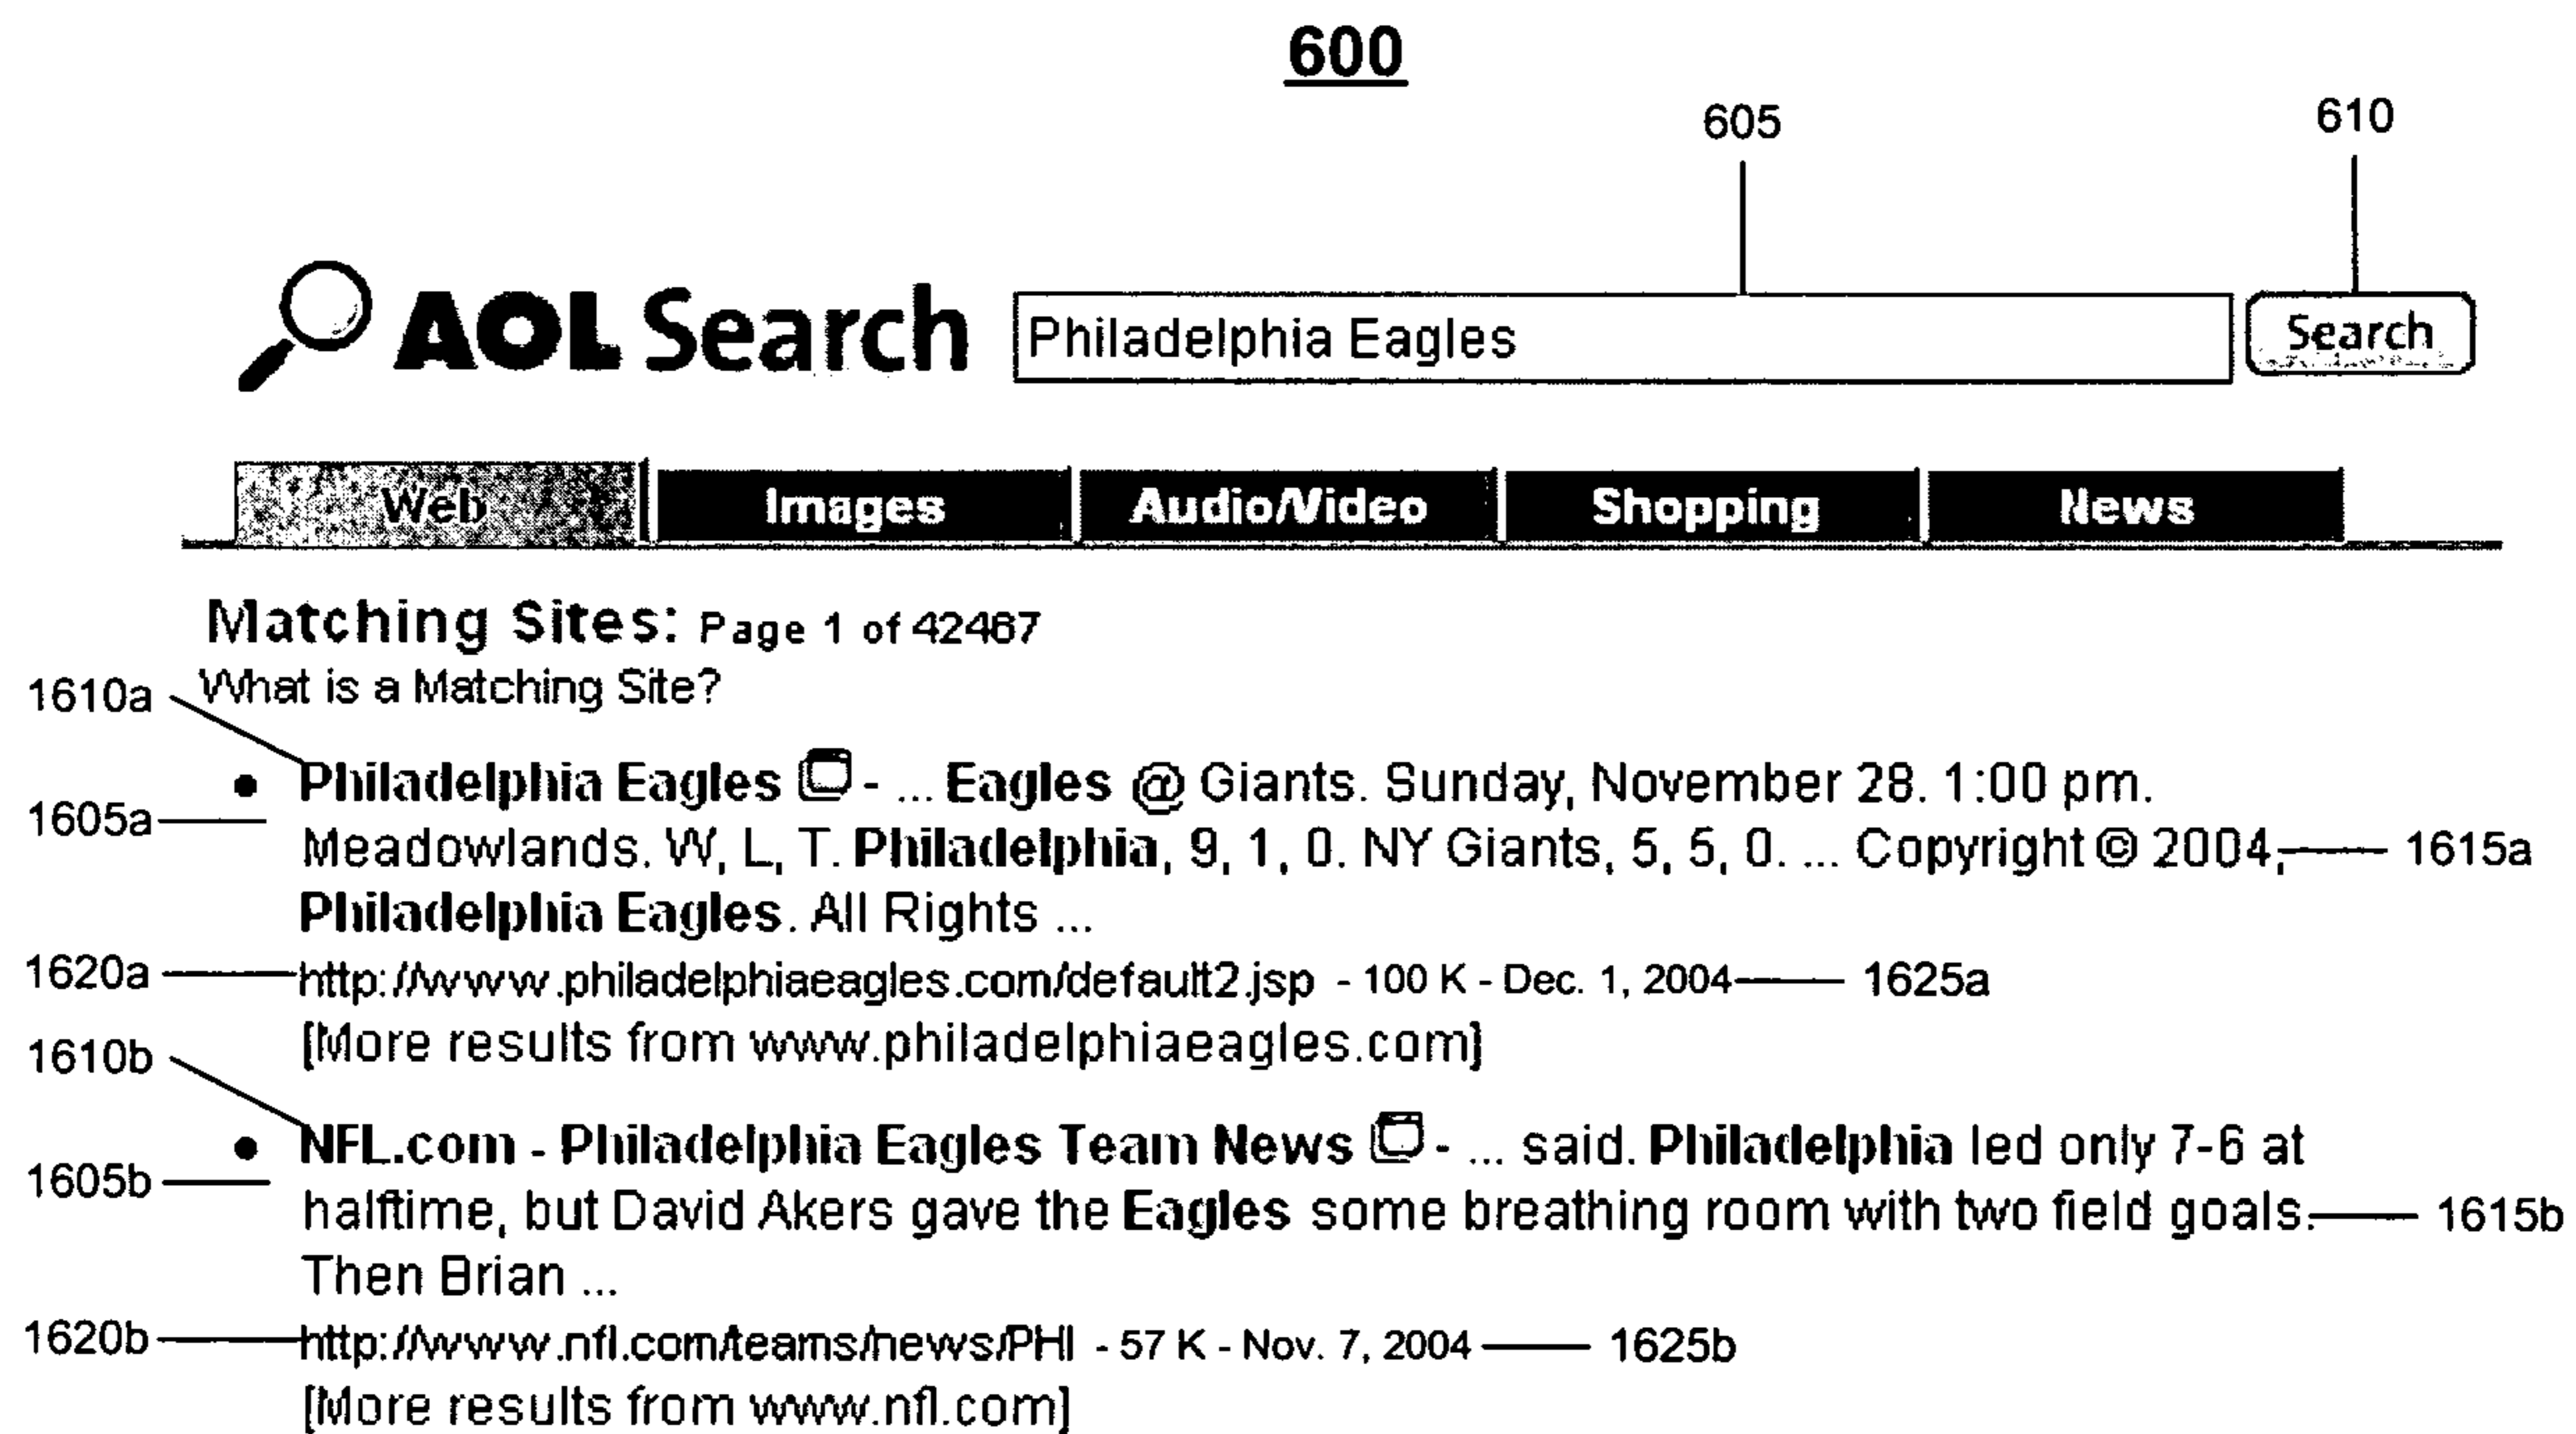 600
605
610
AOL Search
Philadelphia Eagles
Search
Web
Images
Audio/Video
Shopping
News
Matching Sites: Page 1 of 42467
1610a
What is a Matching Site?
• Philadelphia Eagles - ... Eagles @ Giants. Sunday, November 28. 1:00 pm.
1605a
Meadowlands. W, L, T. Philadelphia, 9, 1, 0. NY Giants, 5, 5, 0. ... Copyright © 2004,
1615a
Philadelphia Eagles. All Rights ...
1620a
http://www.philadelphiaeagles.com/default2.jsp - 100 K - Dec. 1, 2004
1625a
[More results from www.philadelphiaeagles.com]
1610b
• NFL.com - Philadelphia Eagles Team News - ... said. Philadelphia led only 7-6 at
1605b
halftime, but David Akers gave the Eagles some breathing room with two field goals.
1615b
Then Brian ...
1620b
http://www.nfl.com/teams/news/PHI - 57 K - Nov. 7, 2004
1625b
[More results from www.nfl.com]